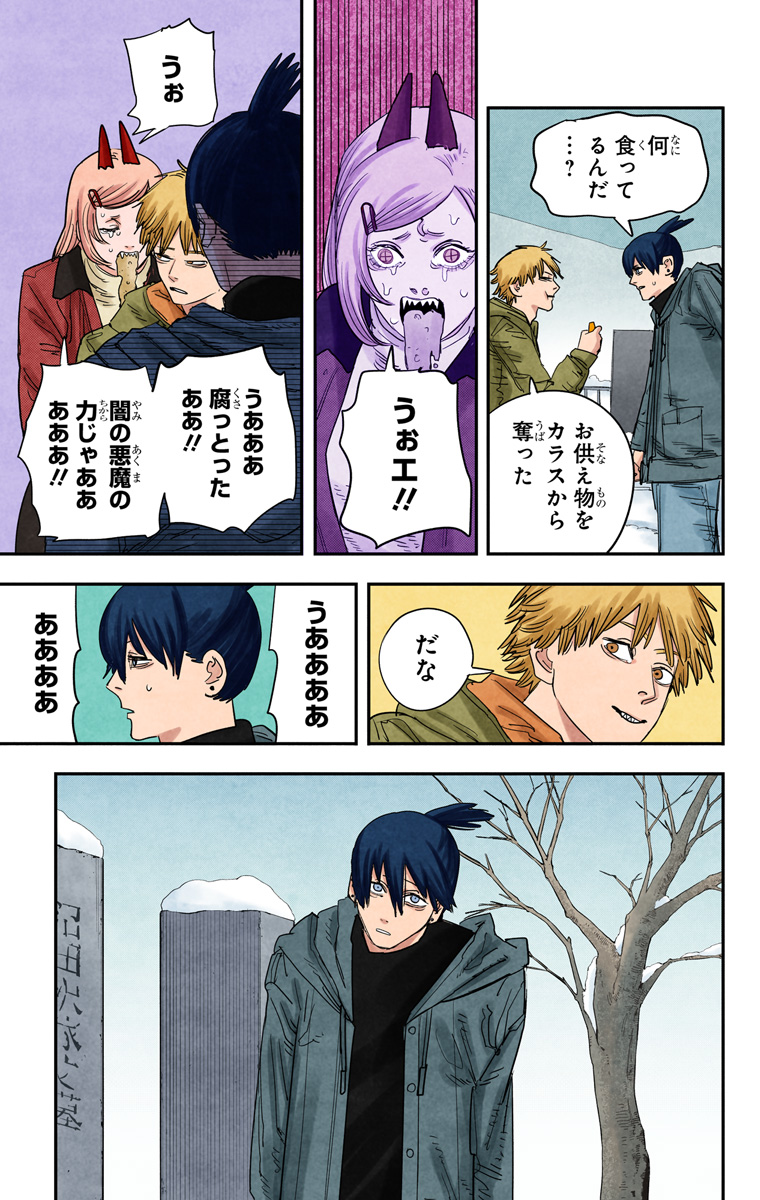 何
食って
るんだ
…?
お供え物を
カラスから
奪った
うぉエ!!
うぉ
うあああ
腐っとった
ああ!!
闇の悪魔の
力じゃああ
あああ!!
だな
うあああああ
ああああ